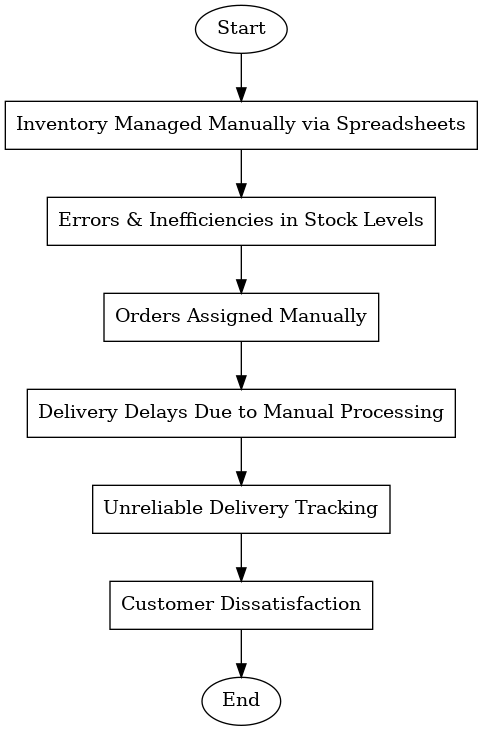 Start
Inventory Managed Manually via Spreadsheets
Errors & Inefficiencies in Stock Levels
Orders Assigned Manually
Delivery Delays Due to Manual Processing
Unreliable Delivery Tracking
Customer Dissatisfaction
End